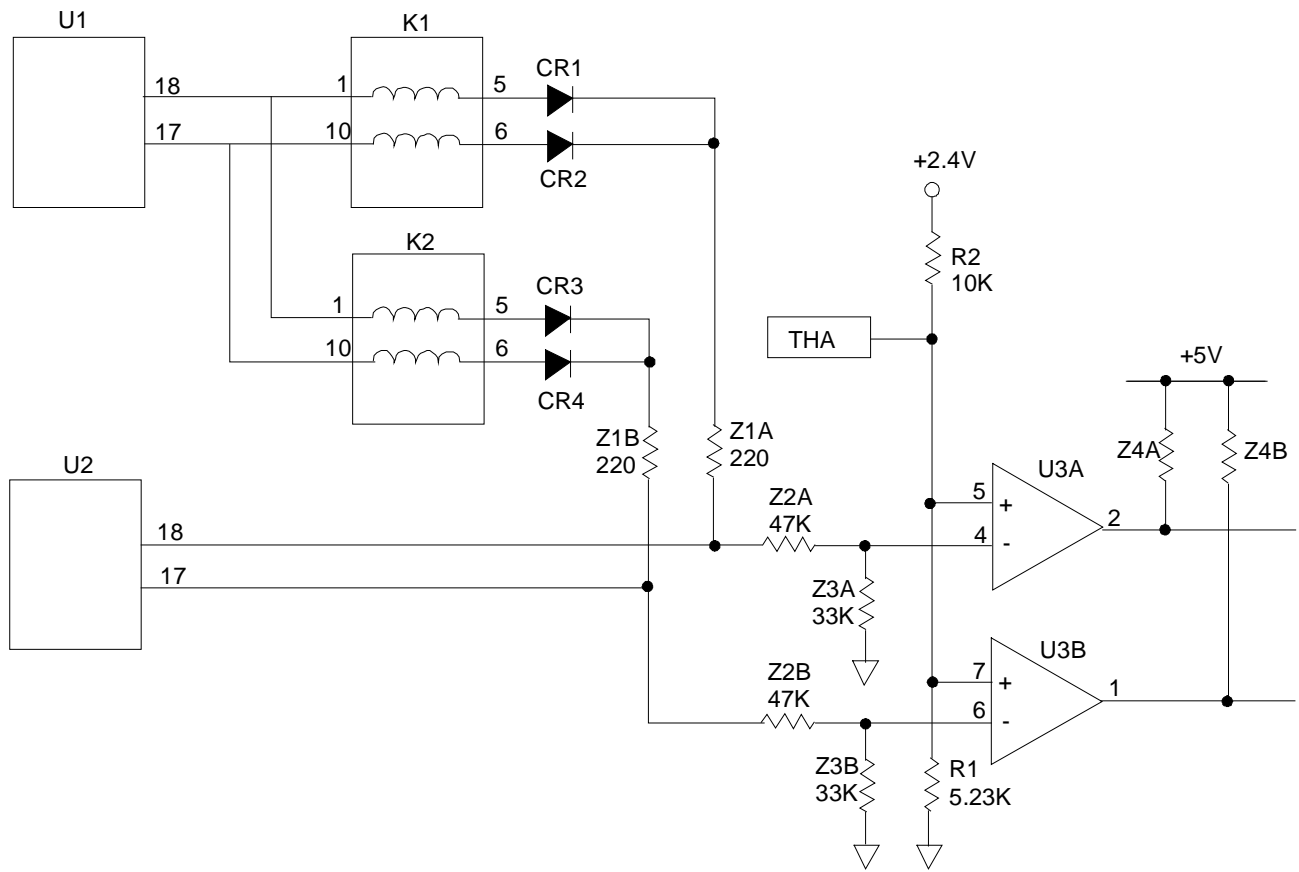 U1
K1
18
1
5
CR1
17
10
6
CR2
+2.4V
K2
R2
10K
CR3
1
5
THA
10
6
+5V
CR4
Z1B
220
Z1A
220
Z4A
Z4B
U2
U3A
Z2A
47K
5
+
2
18
4
-
17
Z3A
33K
U3B
Z2B
47K
7
+
1
6
-
Z3B
33K
R1
5.23K